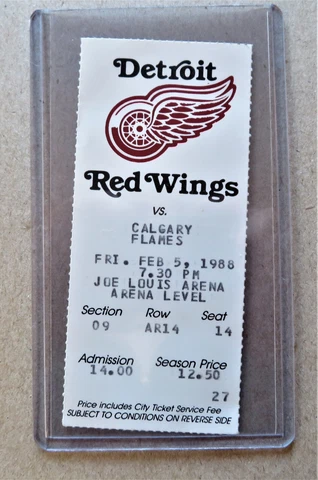 Detroit
Red Wings
VS.
CALGARY
FLAMES
FRI. FEB 5, 1988
7.30 PM
JOE LOUIS ARENA
ARENA LEVEL
Section Row Seat
09 AR14 14
Admission Season Price
14.00 12.50
27
Price includes City Ticket Service Fee
SUBJECT TO CONDITIONS ON REVERSE SIDE